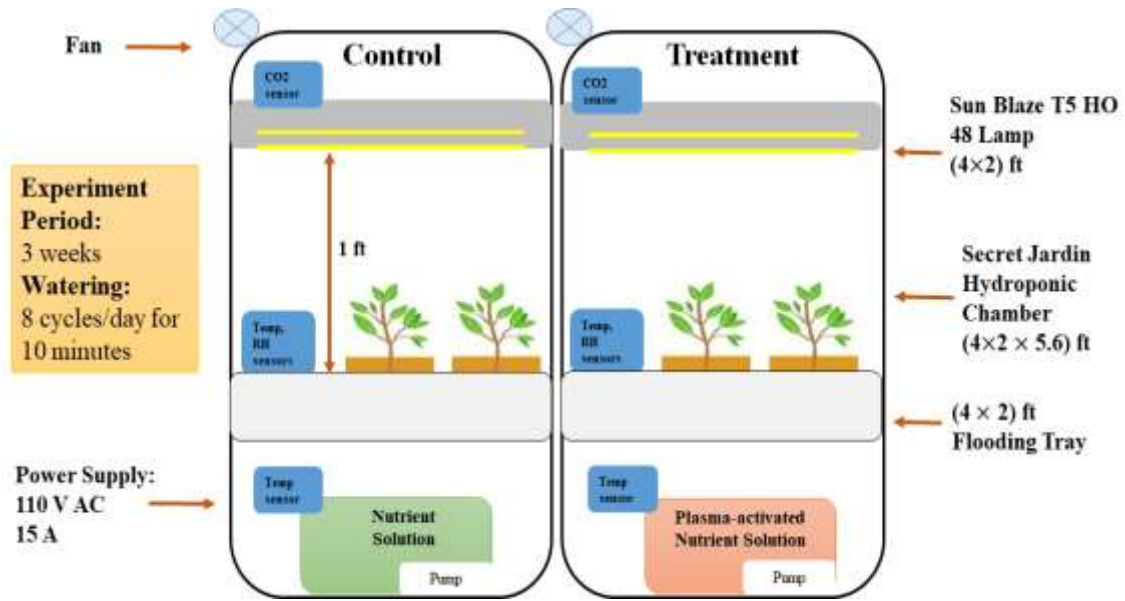 Fan
Control
Treatment
CO2
sensor
CO2
sensor
Sun Blaze T5 HO
48 Lamp
(4×2) ft
Experiment
Period:
3 weeks
Watering:
8 cycles/day for
10 minutes
1 ft
Secret Jardin
Hydroponic
Chamber
(4×2 × 5.6) ft
Temp,
RH
sensors
Temp,
RH
sensors
(4 × 2) ft
Flooding Tray
Power Supply:
110 V AC
15 A
Temp
sensor
Nutrient
Solution
Pump
Temp
sensor
Plasma-activated
Nutrient Solution
Pump